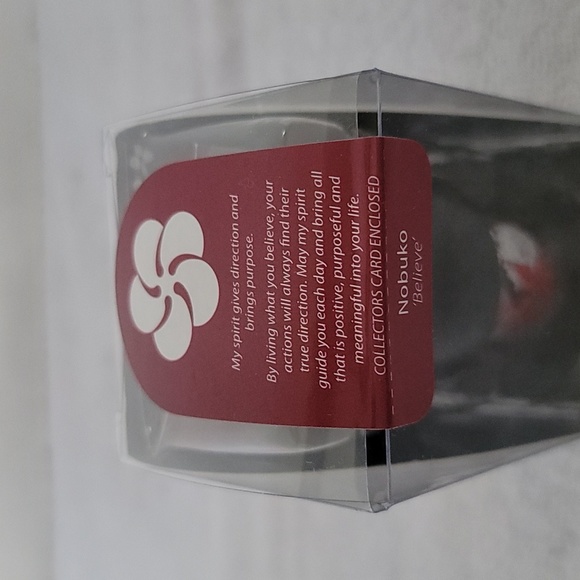 My spirit gives direction and
brings purpose.
By living what you believe, your
actions will always find their
true direction. May my spirit
guide you each day and bring all
that is positive, purposeful and
meaningful into your life.
COLLECTORS CARD ENCLOSED
Nobuko
'Believe'